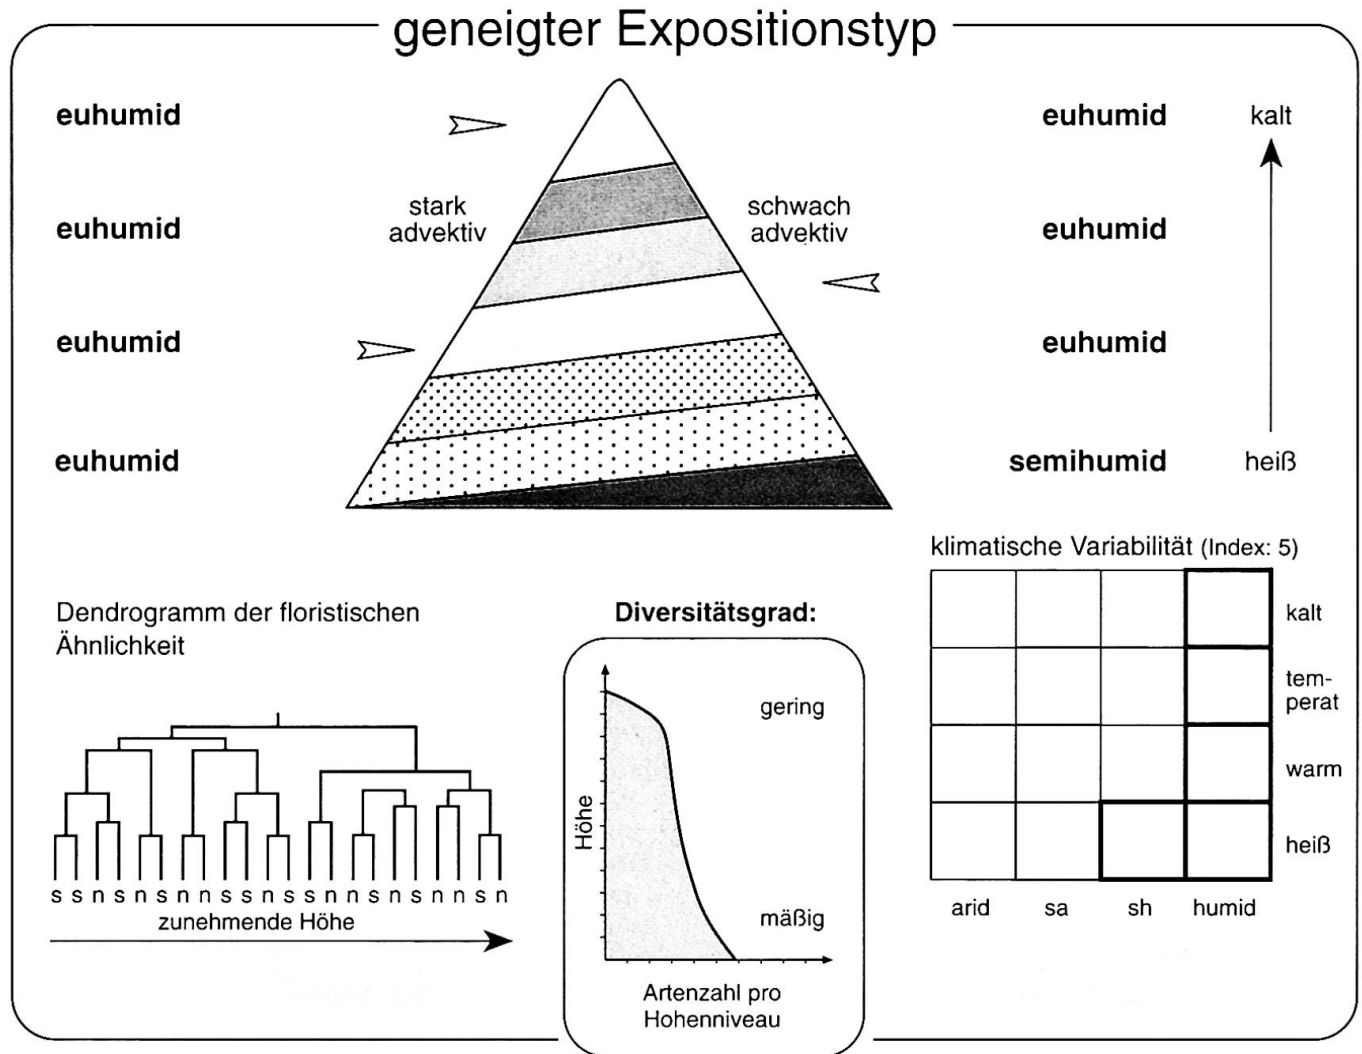 geneigter Expositionstyp
euhumid
euhumid
kalt
euhumid
stark
advektiv
schwach
advektiv
euhumid
euhumid
euhumid
euhumid
semihumid
heiß
klimatische Variabilität (Index: 5)
kalt
tem-
perat
warm
heiß
arid sa sh humid
Dendrogramm der floristischen
Ähnlichkeit
s s n s n s n n s s n s s n n s n s n n s n
zunehmende Höhe
Diversitätsgrad:
gering
Höhe
mäßig
Artenzahl pro
Hohenniveau